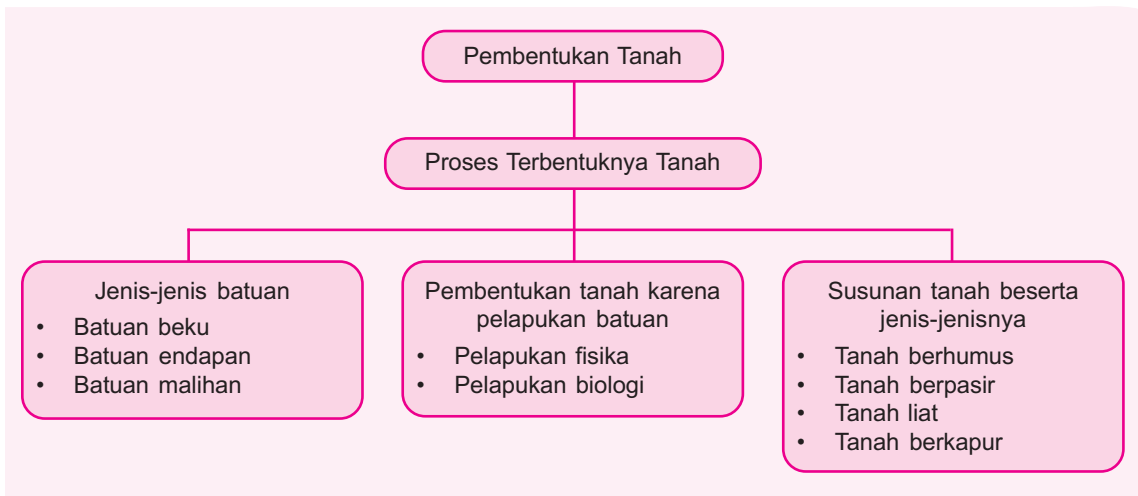 Pembentukan Tanah
Proses Terbentuknya Tanah
Jenis-jenis batuan
• Batuan beku
• Batuan endapan
• Batuan malihan
Pembentukan tanah karena
pelapukan batuan
• Pelapukan fisika
• Pelapukan biologi
Susunan tanah beserta
jenis-jenisnya
• Tanah berhumus
• Tanah berpasir
• Tanah liat
• Tanah berkapur